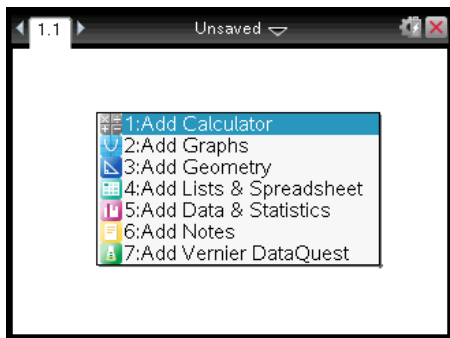 1.1 Unsaved
1:Add Calculator
2:Add Graphs
3:Add Geometry
4:Add Lists & Spreadsheet
5:Add Data & Statistics
6:Add Notes
7:Add Vernier DataQuest